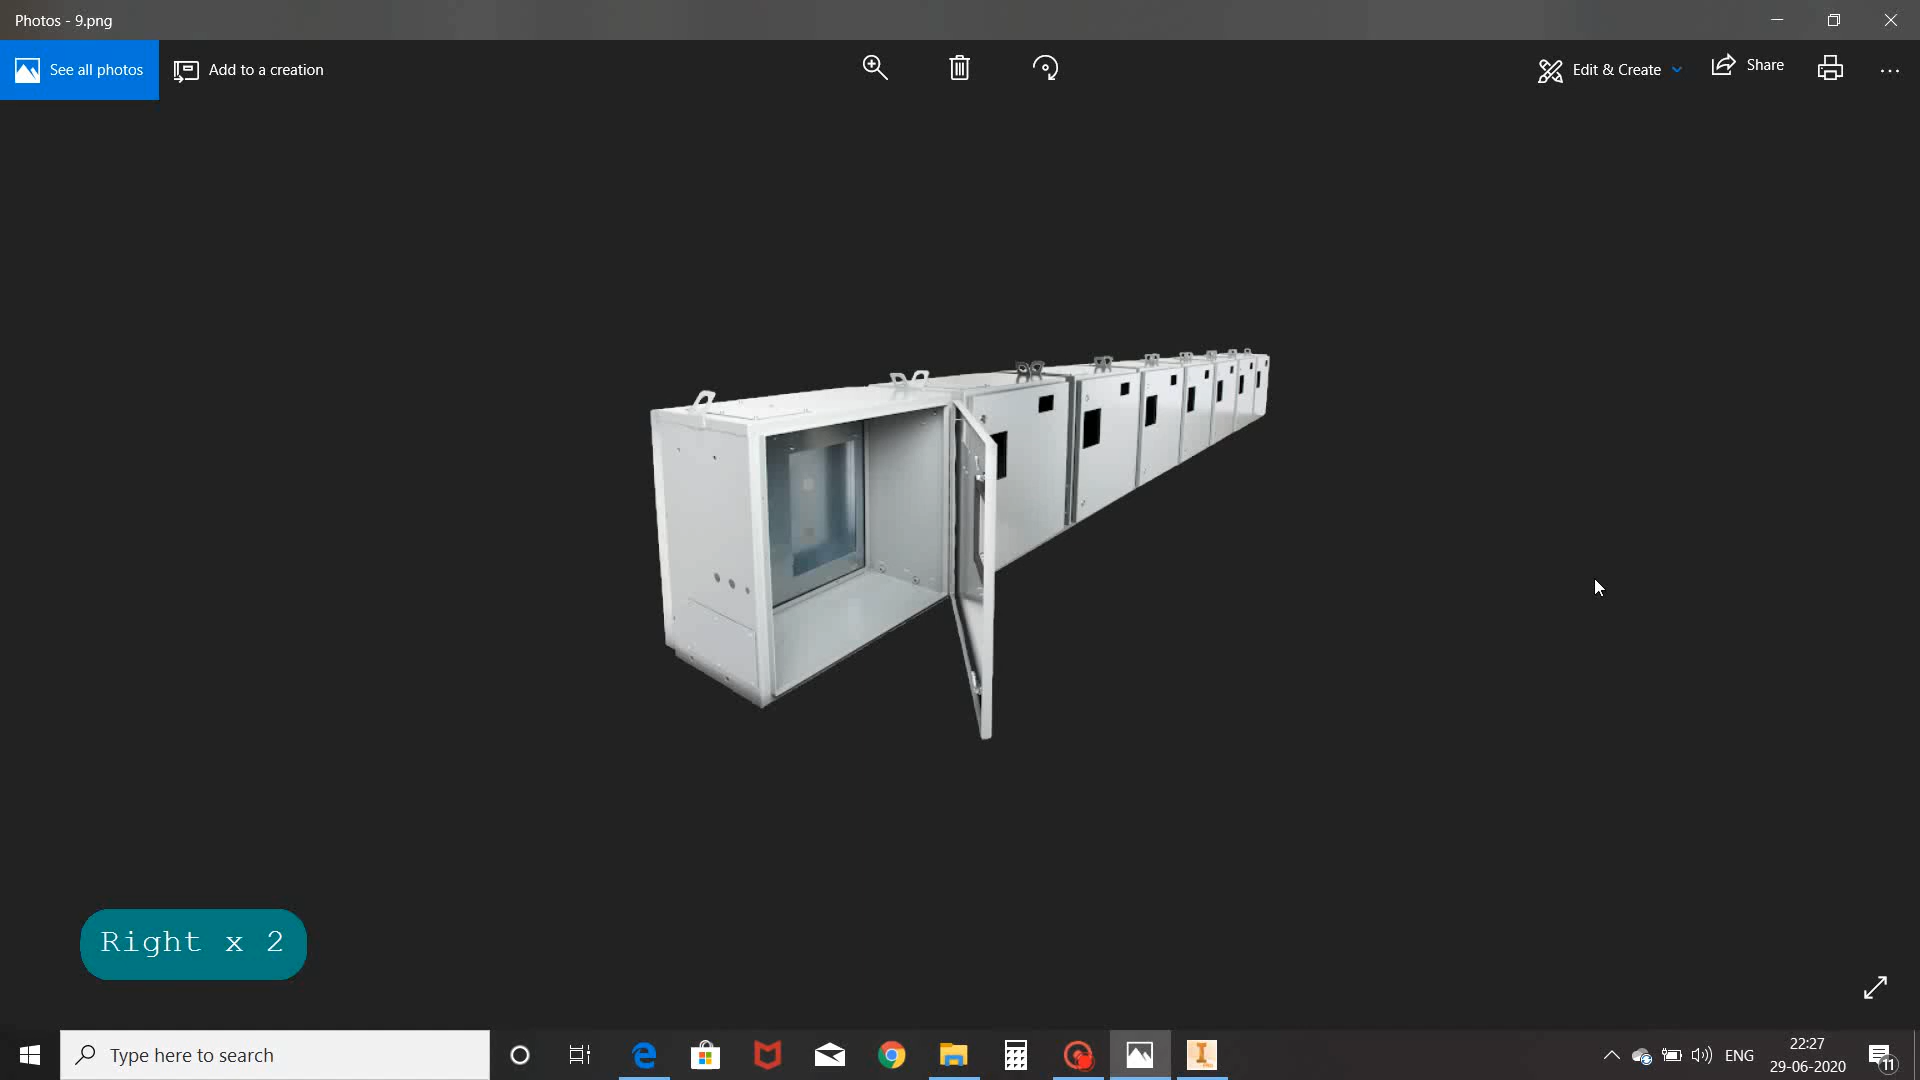 Photos - 9.png
See all photos
Add to a creation
Edit & Create
Share
Right x 2
Type here to search
ENG
22:27
29-06-2020
11